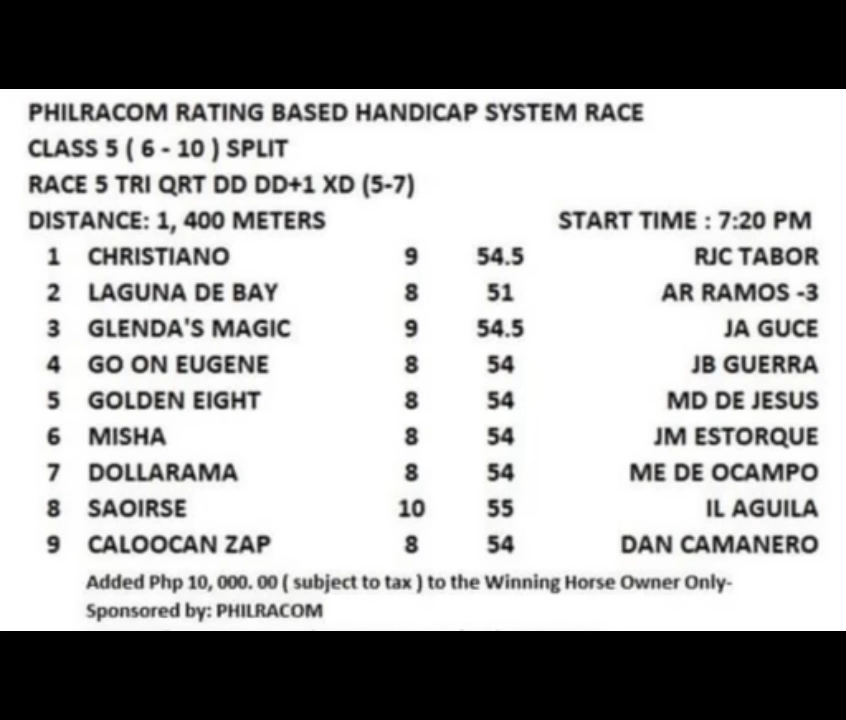 PHILRACOM RATING BASED HANDICAP SYSTEM RACE
CLASS 5 ( 6 - 10 ) SPLIT
RACE 5 TRI QRT DD DD+1 XD (5-7)
DISTANCE: 1, 400 METERS START TIME : 7:20 PM
1 CHRISTIANO 9 54.5 RJC TABOR
2 LAGUNA DE BAY 8 51 AR RAMOS -3
3 GLENDA'S MAGIC 9 54.5 JA GUCE
4 GO ON EUGENE 8 54 JB GUERRA
5 GOLDEN EIGHT 8 54 MD DE JESUS
6 MISHA 8 54 JM ESTORQUE
7 DOLLARAMA 8 54 ME DE OCAMPO
8 SAOIRSE 10 55 IL AGUILA
9 CALOOCAN ZAP 8 54 DAN CAMANERO
Added Php 10, 000. 00 ( subject to tax ) to the Winning Horse Owner Only-
Sponsored by: PHILRACOM